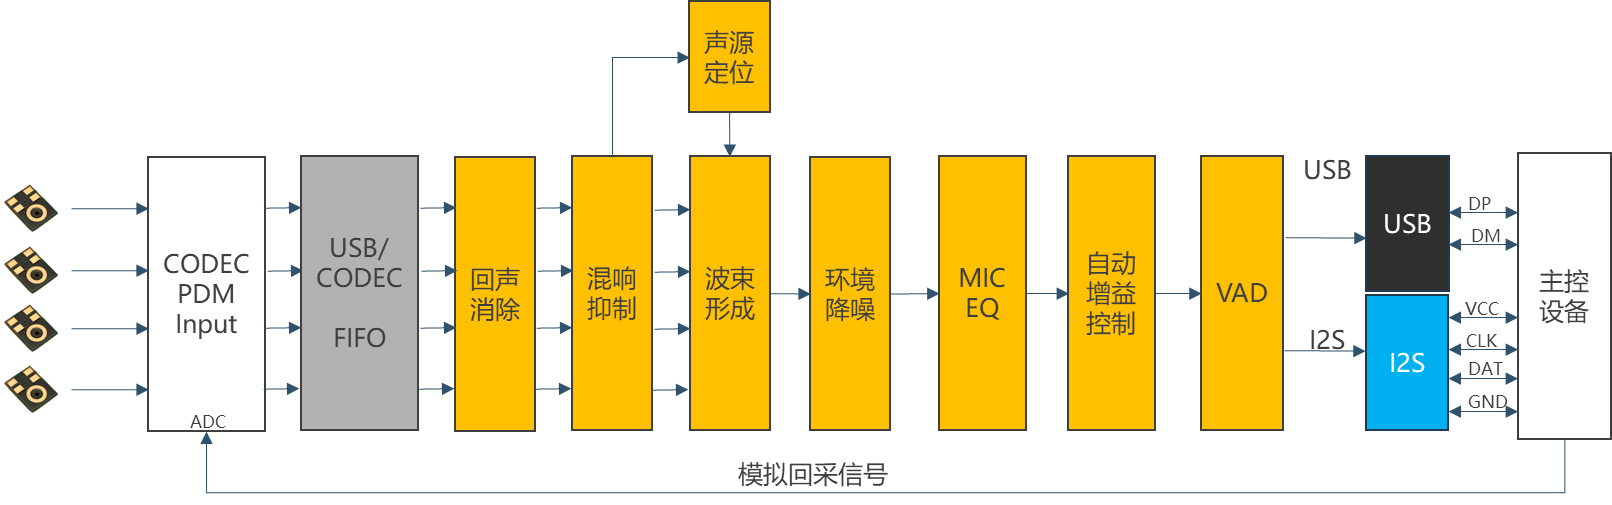 声源
定位
CODEC
PDM
Input
ADC
USB/
CODEC
FIFO
回声
消除
混响
抑制
波束
形成
环境
降噪
MIC
EQ
自动
增益
控制
VAD
USB
I2S
USB
I2S
DP
DM
VCC
CLK
DAT
GND
主控
设备
模拟回采信号